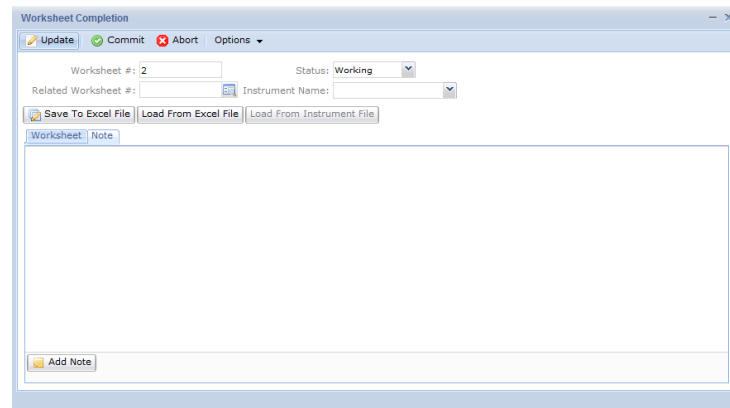 Worksheet Completion
Update Commit Abort Options
Worksheet #: 2 Status: Working
Related Worksheet #: Instrument Name:
Save To Excel File Load From Excel File Load From Instrument File
Worksheet Note
Add Note